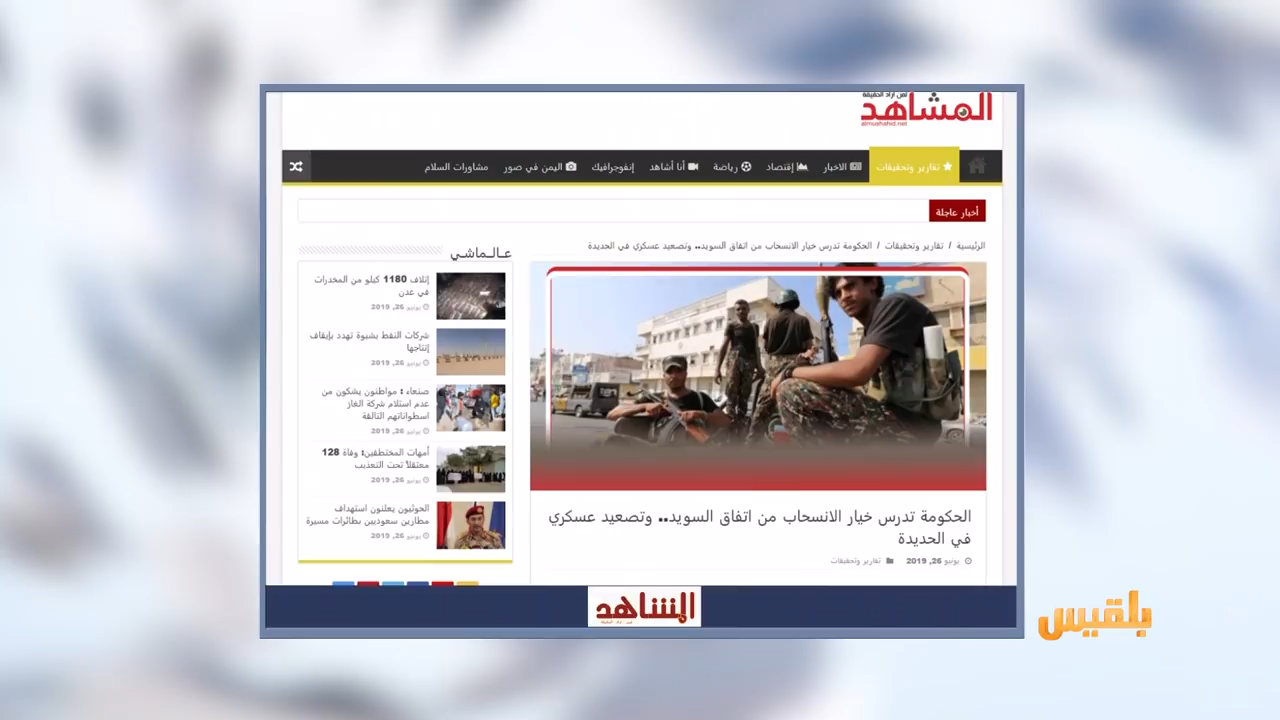 لمن أراد الحقيقة
المشاهد
almushahid.net
تقارير وتحقيقات
الاخبار
إقتصاد
رياضة
أنا أشاهد
إنفوجرافيك
اليمن في صور
مشاورات السلام
أخبار عاجلة
الرئيسية / تقارير وتحقيقات / الحكومة تدرس خيار الانسحاب من اتفاق السويد.. وتصعيد عسكري في الحديدة
الحكومة تدرس خيار الانسحاب من اتفاق السويد.. وتصعيد عسكري
في الحديدة
يونيو 26, 2019
تقارير وتحقيقات
عـالـماشـي
إتلاف 1180 كيلو من المخدرات
في عدن
يونيو 26, 2019
شركات النفط بشبوة تهدد بإيقاف
إنتاجها
يونيو 26, 2019
صنعاء : مواطنون يشكون من
عدم استلام شركة الغاز
اسطواناتهم التالفة
يونيو 26, 2019
أمهات المختطفين: وفاة 128
معتقلاً تحت التعذيب
يونيو 26, 2019
الحوثيون يعلنون استهداف
مطارين سعوديين بطائرات مسيرة
يونيو 26, 2019
المشاهد
بلقيس